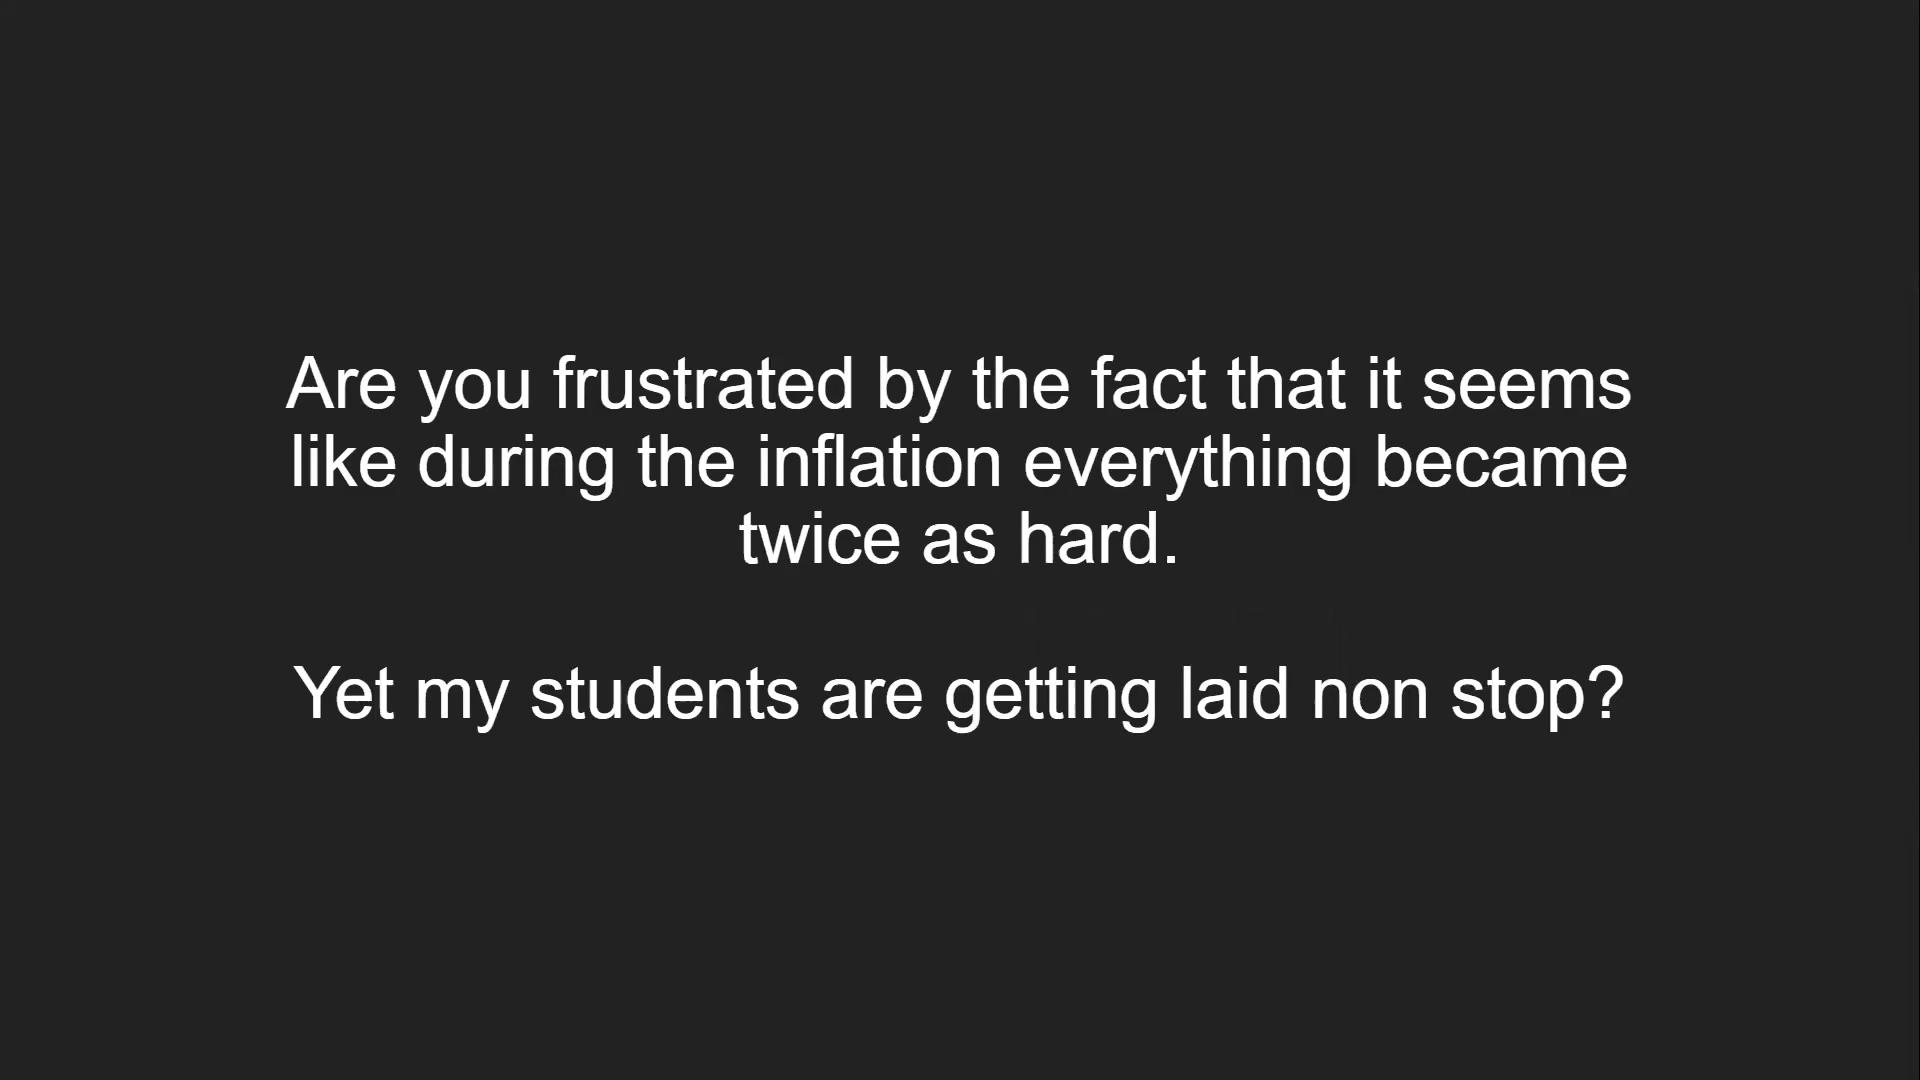 Are you frustrated by the fact that it seems
like during the inflation everything became
twice as hard.
Yet my students are getting laid non stop?